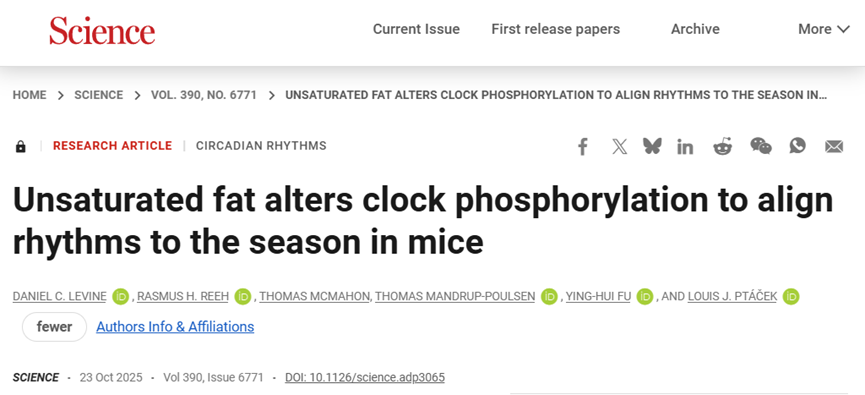 Science
Current Issue First release papers Archive More
HOME > SCIENCE > VOL. 390, NO. 6771 > UNSATURATED FAT ALTERS CLOCK PHOSPHORYLATION TO ALIGN RHYTHMS TO THE SEASON IN...
RESEARCH ARTICLE | CIRCADIAN RHYTHMS
Unsaturated fat alters clock phosphorylation to align
rhythms to the season in mice
DANIEL C. LEVINE iD, RASMUS H. REEH iD, THOMAS MCMAHON, THOMAS MANDRUP-POULSEN iD, YING-HUI FU iD, AND LOUIS J. PTÁČEK iD
fewer Authors Info & Affiliations
SCIENCE · 23 Oct 2025 · Vol 390, Issue 6771 · DOI: 10.1126/science.adp3065